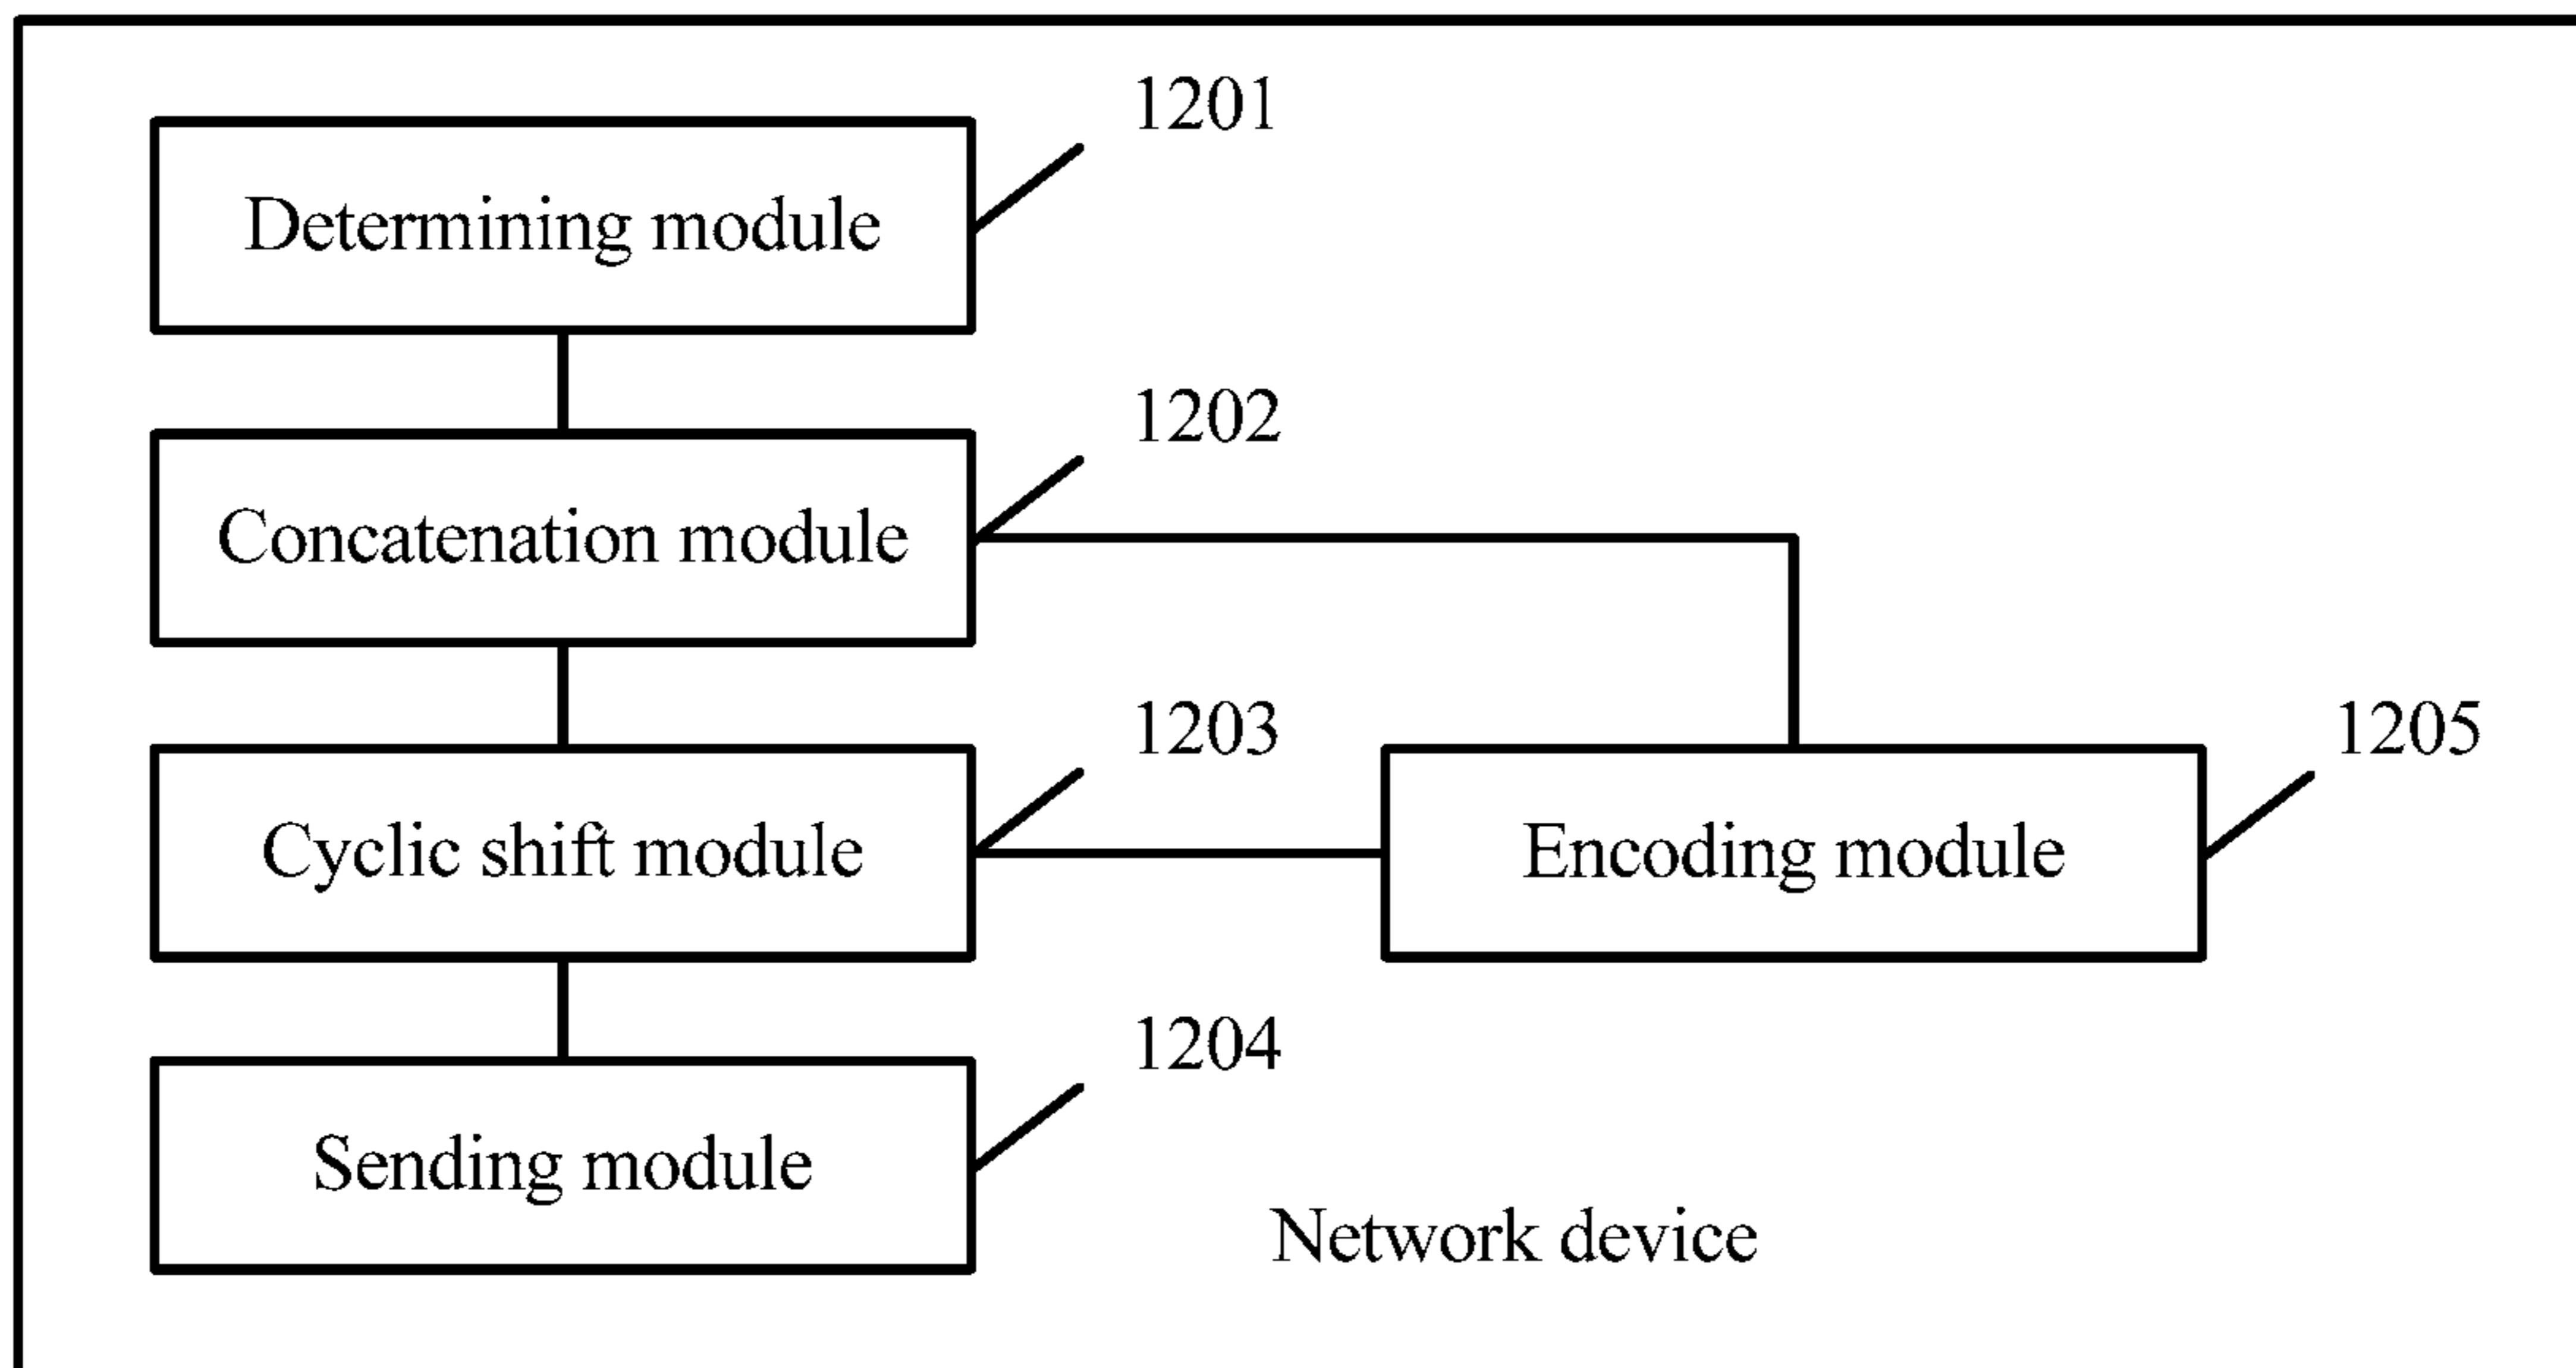 1201
Determining module
1202
Concatenation module
1203
1205
Cyclic shift module
Encoding module
1204
Sending module
Network device